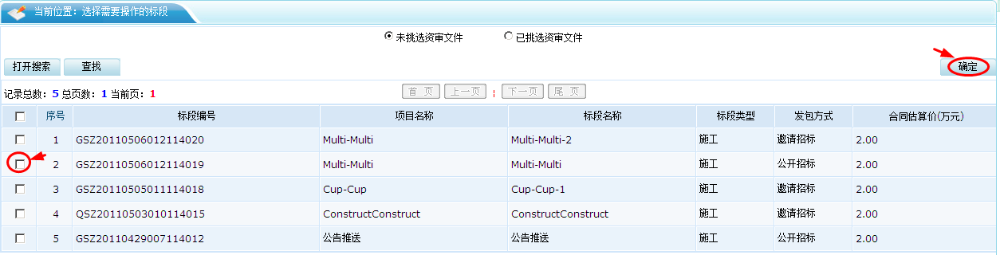 当前位置：选择需要操作的标段
未挑选资审文件 已挑选资审文件
打开搜索 查找 确定
记录总数：5 总页数：1 当前页：1 首 页 上一页 ¦ 下一页 尾 页
序号 标段编号 项目名称 标段名称 标段类型 发包方式 合同估算价(万元)
1 GSZ20110506012114020 Multi-Multi Multi-Multi-2 施工 邀请招标 2.00
2 GSZ20110506012114019 Multi-Multi Multi-Multi 施工 公开招标 2.00
3 GSZ20110505011114018 Cup-Cup Cup-Cup-1 施工 邀请招标 2.00
4 QSZ20110503010114015 ConstructConstruct ConstructConstruct 施工 邀请招标 2.00
5 GSZ20110429007114012 公告推送 公告推送 施工 公开招标 2.00